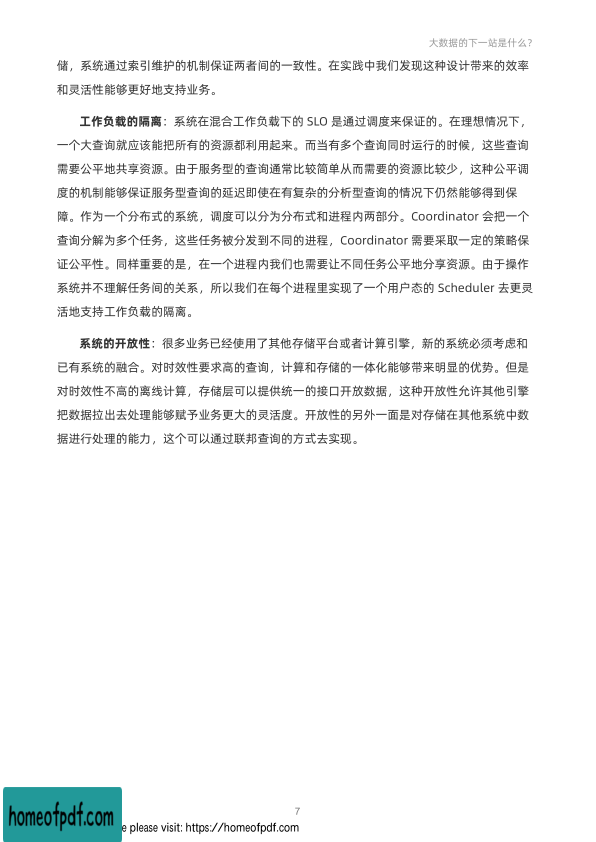 大数据的下一站是什么?
储，系统通过索引维护的机制保证两者间的一致性。在实践中我们发现这种设计带来的效率
和灵活性能够更好地支持业务。
工作负载的隔离：系统在混合工作负载下的 SLO 是通过调度来保证的。在理想情况下，
一个大查询就应该能把所有的资源都利用起来。而当有多个查询同时运行的时候，这些查询
需要公平地共享资源。由于服务型的查询通常比较简单从而需要的资源比较少，这种公平调
度的机制能够保证服务型查询的延迟即使在有复杂的分析型查询的情况下仍然能够得到保
障。作为一个分布式的系统，调度可以分为分布式和进程内两部分。Coordinator 会把一个
查询分解为多个任务，这些任务被分发到不同的进程，Coordinator 需要采取一定的策略保
证公平性。同样重要的是，在一个进程内我们也需要让不同任务公平地分享资源。由于操作
系统并不理解任务间的关系，所以我们在每个进程里实现了一个用户态的 Scheduler 去更灵
活地支持工作负载的隔离。
系统的开放性：很多业务已经使用了其他存储平台或者计算引擎，新的系统必须考虑和
已有系统的融合。对时效性要求高的查询，计算和存储的一体化能够带来明显的优势。但是
对时效性不高的离线计算，存储层可以提供统一的接口开放数据，这种开放性允许其他引擎
把数据拉出去处理能够赋予业务更大的灵活度。开放性的另外一面是对存储在其他系统中数
据进行处理的能力，这个可以通过联邦查询的方式去实现。
7
homeofpdf.com
please visit: https://homeofpdf.com